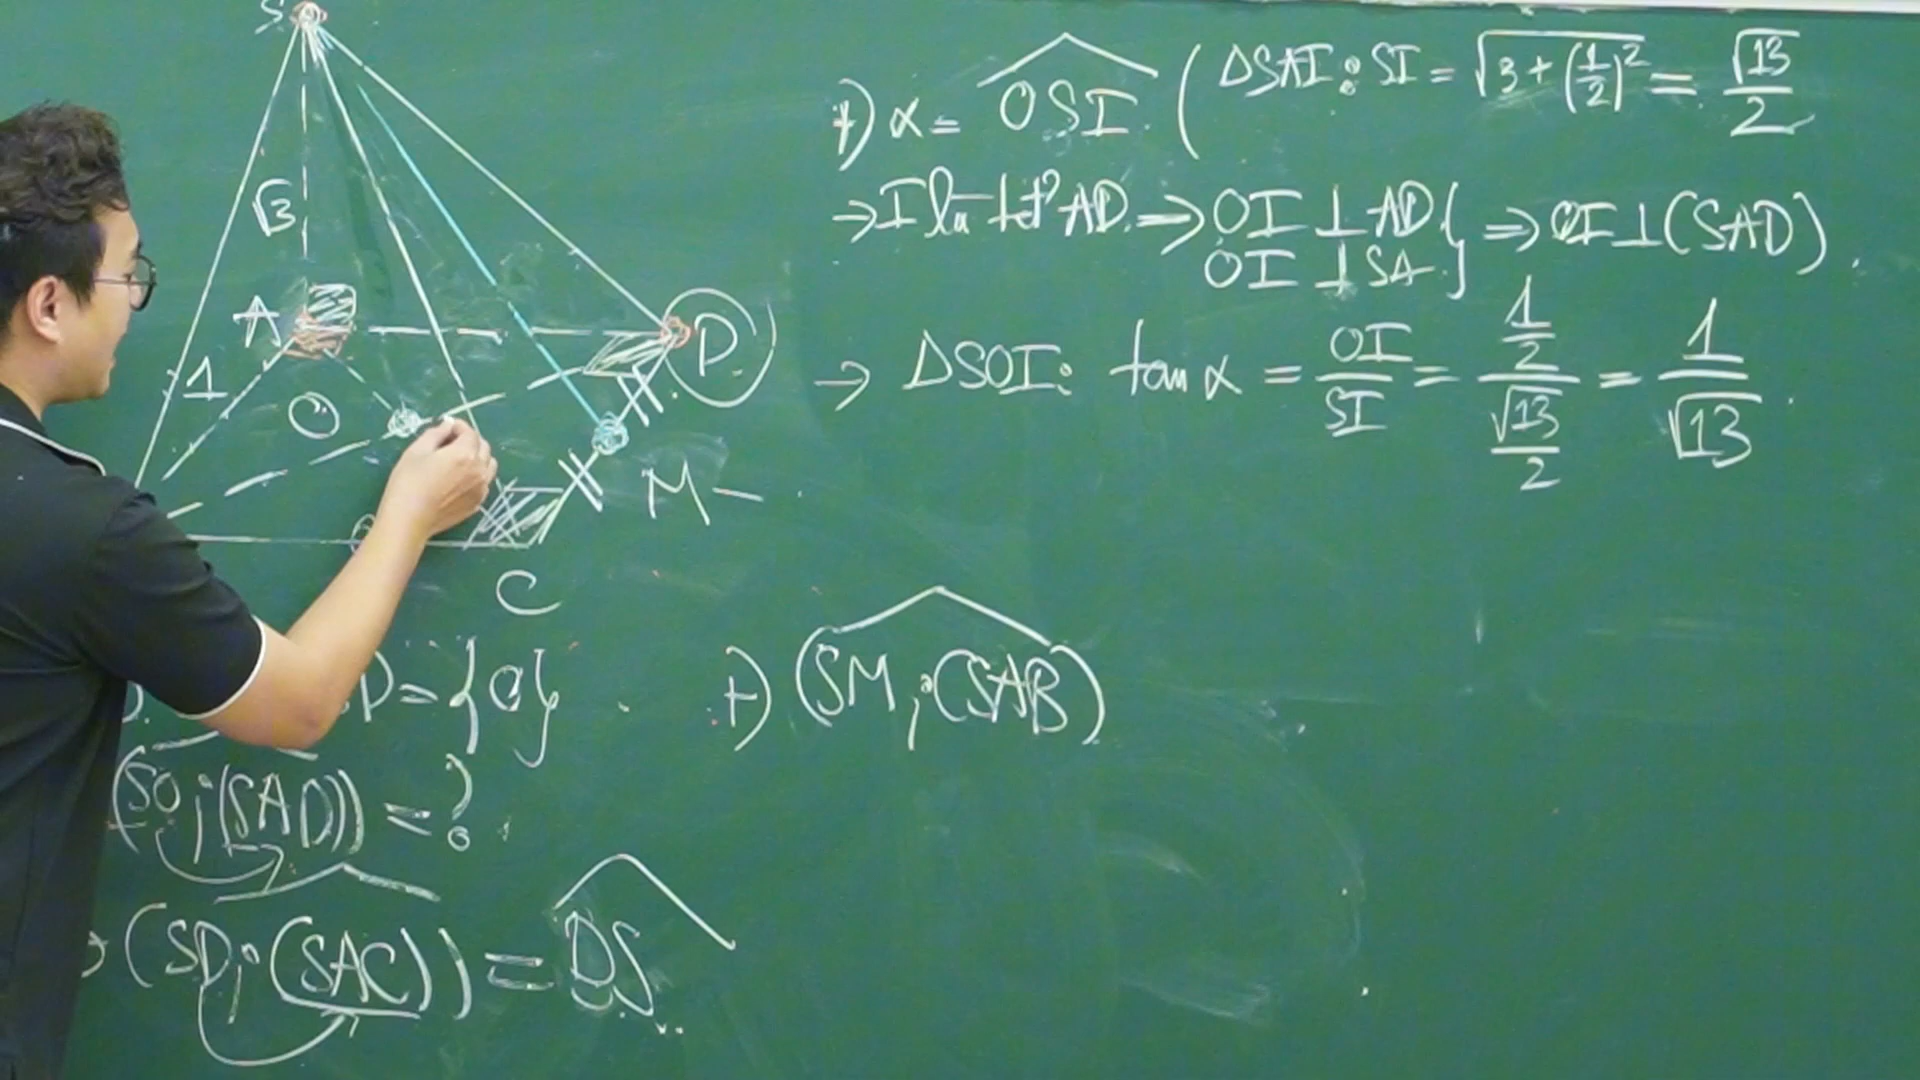 S
√3
A
D
1
O
M
C
+) α = OSI (ΔSAI: SI = √(3 + (1/2)²) = √13/2
→ I là tđ AD → OI ⊥ AD
OI ⊥ SA } ⇒ OI ⊥ (SAD).
→ ΔSOI: tan α = OI/SI = (1/2)/(√13/2) = 1/√13.
D = {O}
(SO; (SAD)) = ?
(SD; (SAC)) = DS
+) (SM; (SAB)